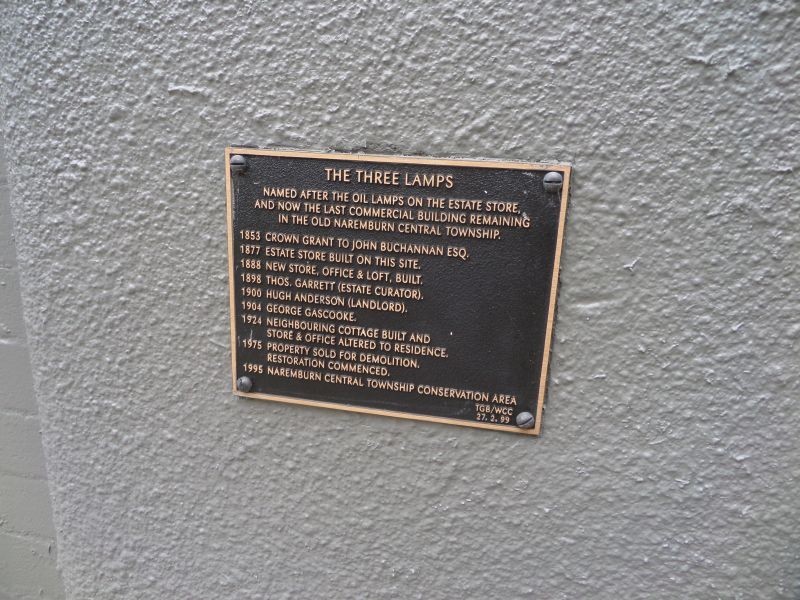 THE THREE LAMPS
NAMED AFTER THE OIL LAMPS ON THE ESTATE STORE,
AND NOW THE LAST COMMERCIAL BUILDING REMAINING
IN THE OLD NAREMBURN CENTRAL TOWNSHIP.
1853 CROWN GRANT TO JOHN BUCHANNAN ESQ.
1877 ESTATE STORE BUILT ON THIS SITE.
1888 NEW STORE, OFFICE & LOFT, BUILT.
1898 THOS. GARRETT (ESTATE CURATOR).
1900 HUGH ANDERSON (LANDLORD).
1904 GEORGE GASCOOKE.
1924 NEIGHBOURING COTTAGE BUILT AND
STORE & OFFICE ALTERED TO RESIDENCE.
1975 PROPERTY SOLD FOR DEMOLITION.
RESTORATION COMMENCED.
1995 NAREMBURN CENTRAL TOWNSHIP CONSERVATION AREA
TGB/WCC
27. 2. 99